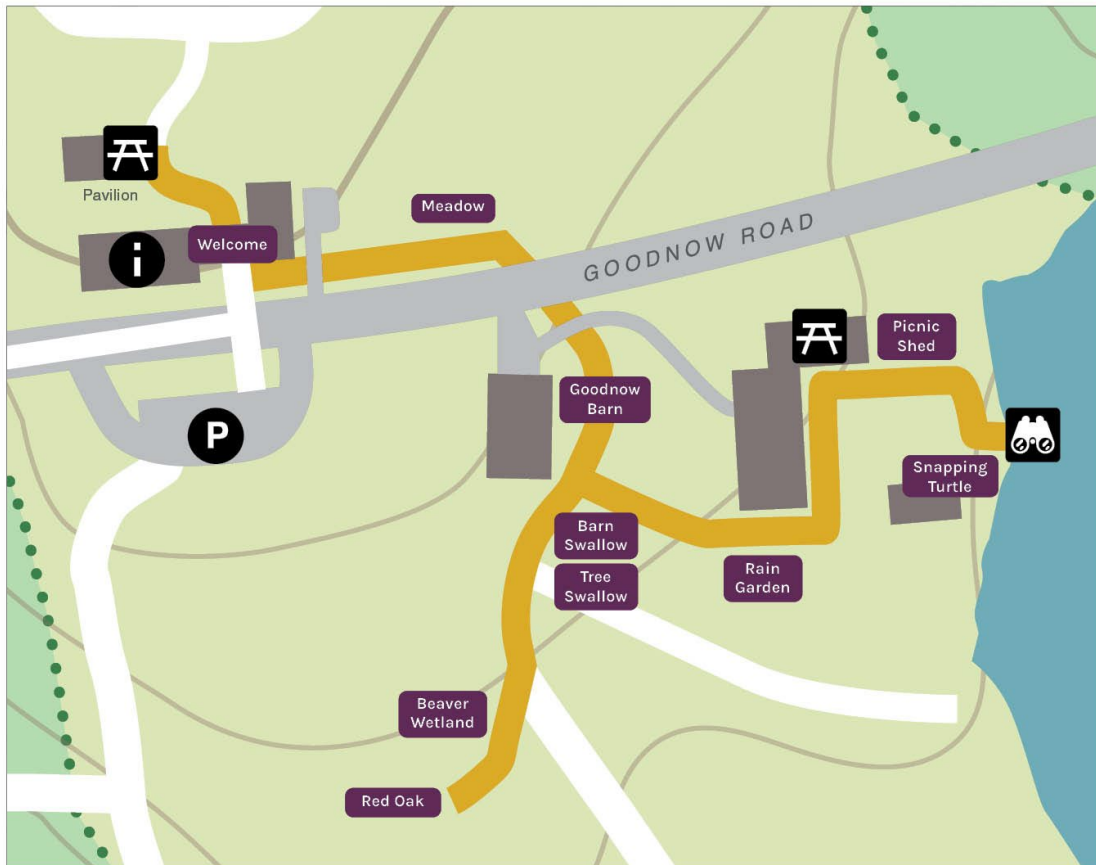 Pavilion
Welcome
i
Meadow
GOODNOW ROAD
Picnic
Shed
Goodnow
Barn
P
Snapping
Turtle
Barn
Swallow
Tree
Swallow
Rain
Garden
Beaver
Wetland
Red Oak